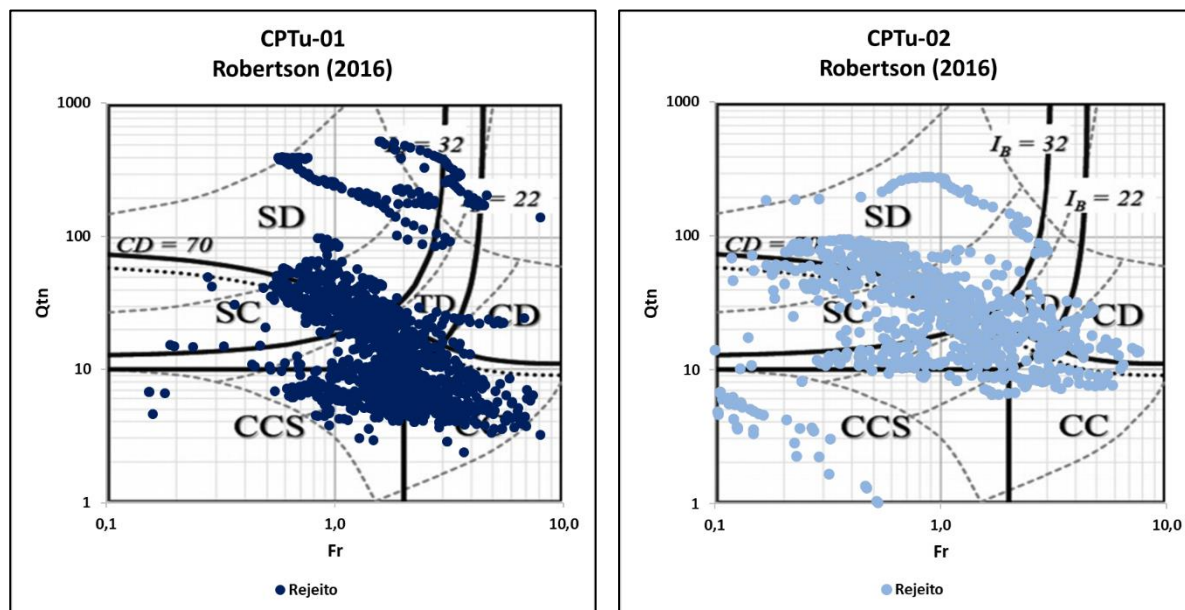 CPTu-01
Robertson (2016)
1000
100
10
1
Qtn
= 32
= 22
SD
CD = 70
SC
CD
CCS
0,1
1,0
10,0
Fr
Rejeito
CPTu-02
Robertson (2016)
1000
100
10
1
Qtn
I_B = 32
I_B = 22
SD
CD =
SC
CD
CCS
CC
0,1
1,0
10,0
Fr
Rejeito